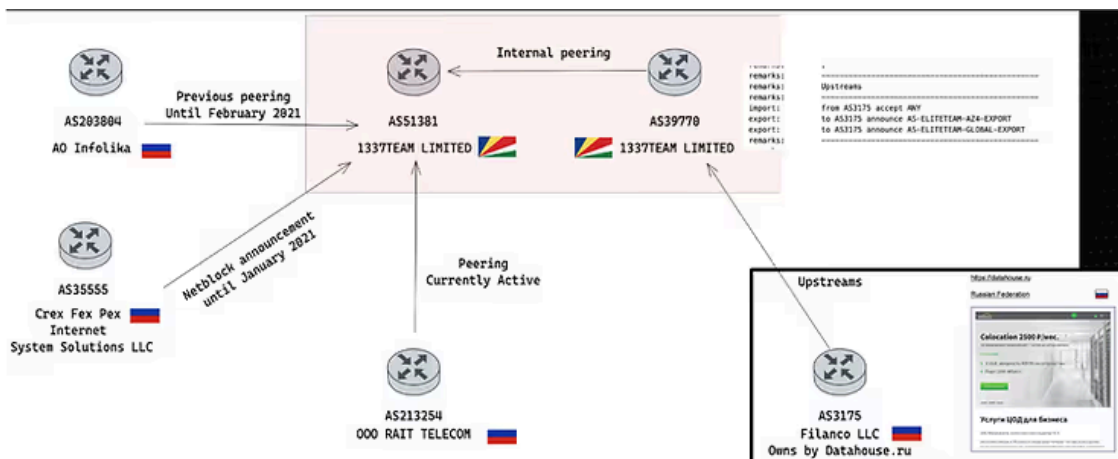 Internal peering
AS203804
AO Infolika
Previous peering
Until February 2021
AS51381
1337TEAM LIMITED
AS39770
1337TEAM LIMITED
remarks:
remarks: Upstreams
remarks:
import: from AS3175 accept ANY
export: to AS3175 announce AS-ELITETEAM-AZ4-EXPORT
export: to AS3175 announce AS-ELITETEAM-GLOBAL-EXPORT
remarks:
AS35555
Crex Fex Pex
Internet
System Solutions LLC
Netblock announcement
until January 2021
Peering
Currently Active
AS213254
OOO RAIT TELECOM
Upstreams
AS3175
Filanco LLC
Owns by Datahouse.ru
https://datahouse.ru
Russian Federation
Colocation 2500 Р/мес.
Услуги ЦОД для бизнеса